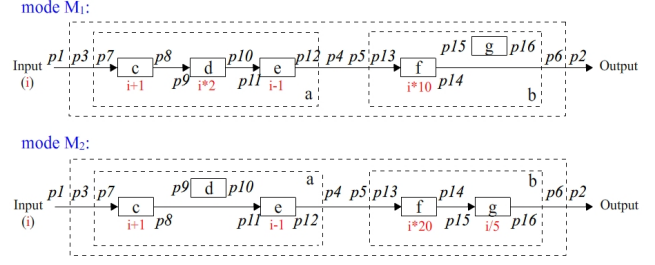 mode M₁:
p1 p3 p7 p8 p10 p12 p4 p5 p13 p15 g p16 p6 p2
Input c d e f Output
(i) i+1 p9 i*2 p11 i-1 a i*10 p14 b
mode M₂:
p1 p3 p7 p9 d p10 a p4 p5 p13 p14 b p6 p2
Input c e f g Output
(i) i+1 p8 p11 i-1 p12 i*20 p15 i/5 p16